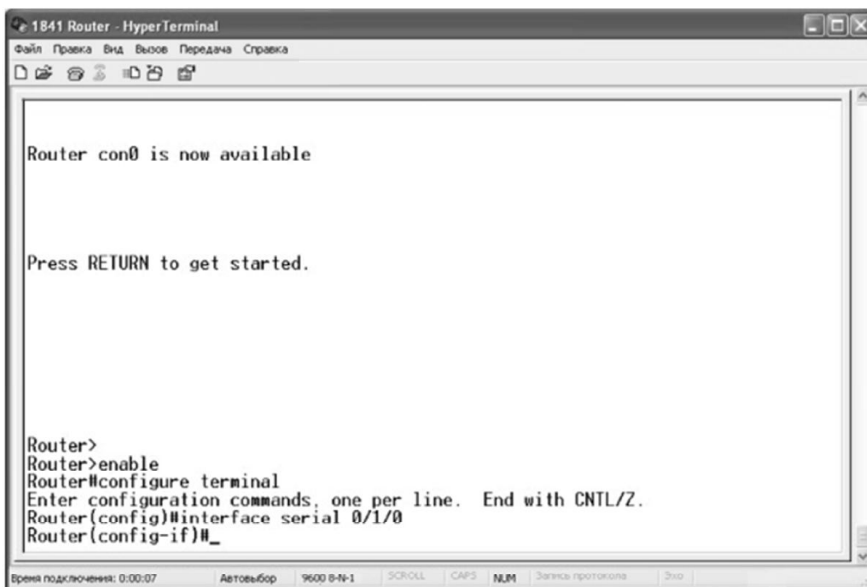 1841 Router - HyperTerminal
Файл Правка Вид Вызов Передача Справка
Router con0 is now available
Press RETURN to get started.
Router>
Router>enable
Router#configure terminal
Enter configuration commands, one per line.  End with CNTL/Z.
Router(config)#interface serial 0/1/0
Router(config-if)#_
Время подключения: 0:00:07 Автовыбор 9600 8-N-1 SCROLL CAPS NUM Запись протокола Эхо